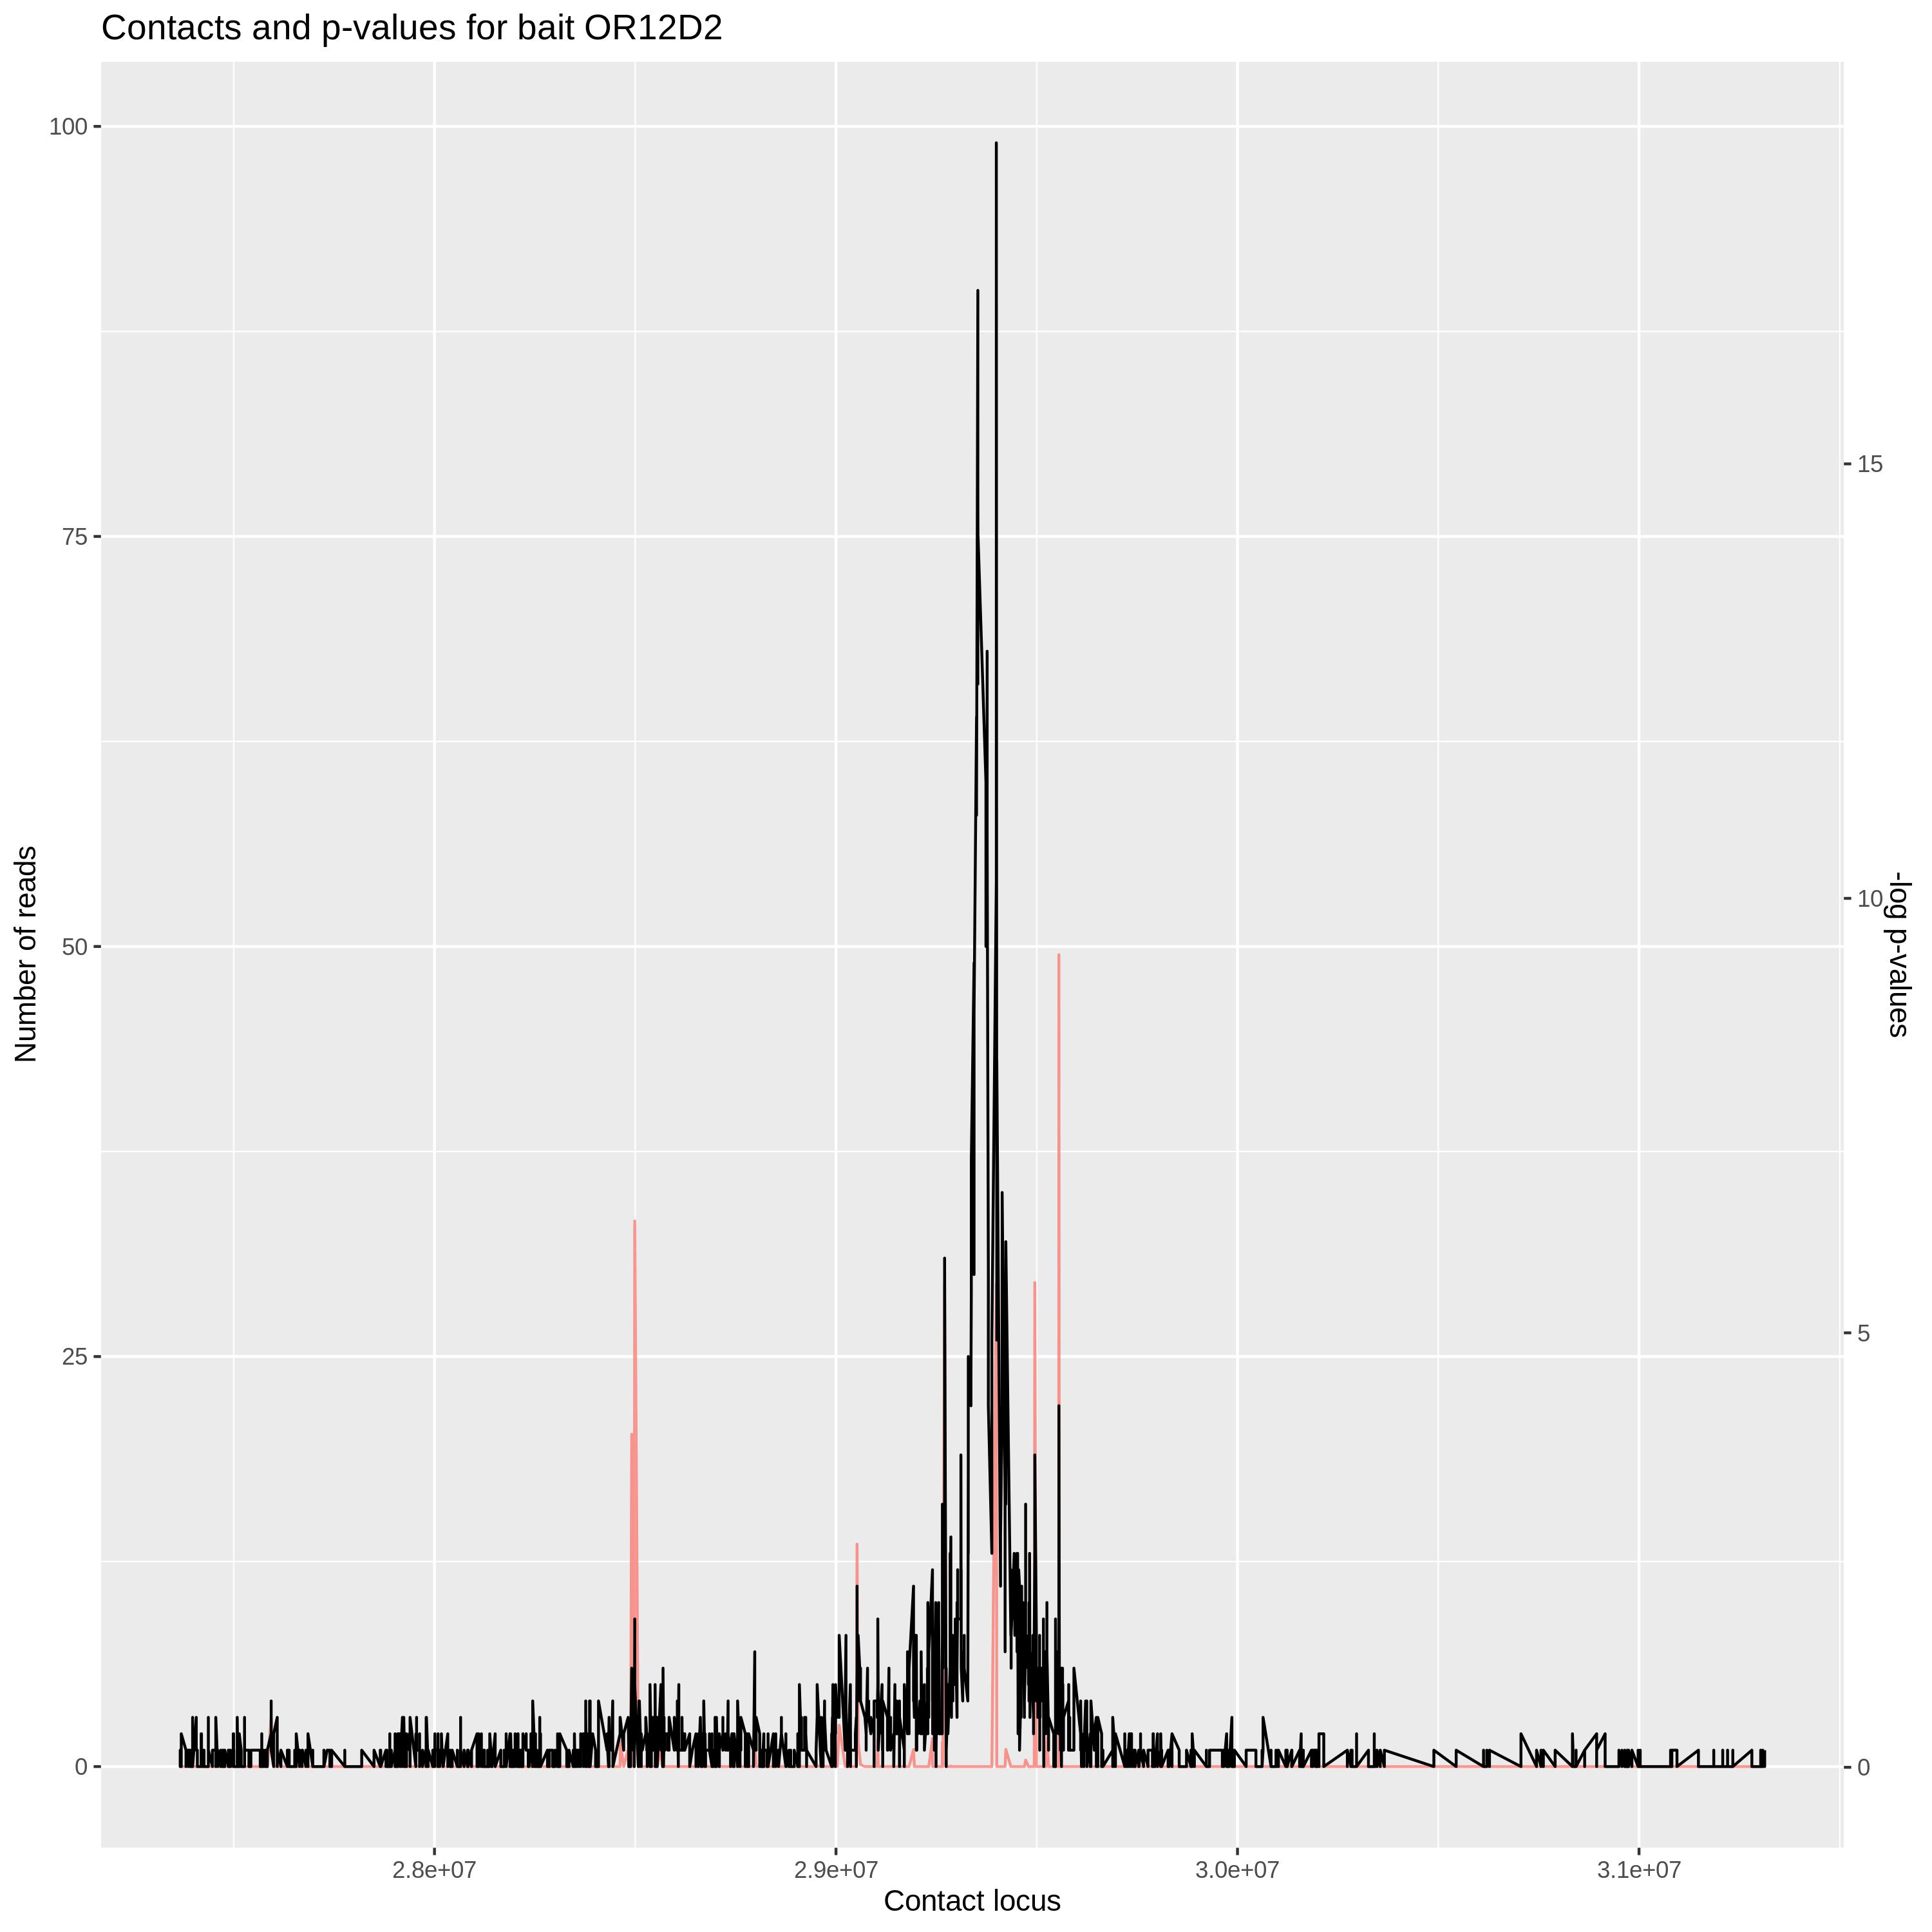 Contacts and p-values for bait OR12D2
100
75
50
25
0
Number of reads
15
10
5
0
-log p-values
2.8e+07
2.9e+07
3.0e+07
3.1e+07
Contact locus